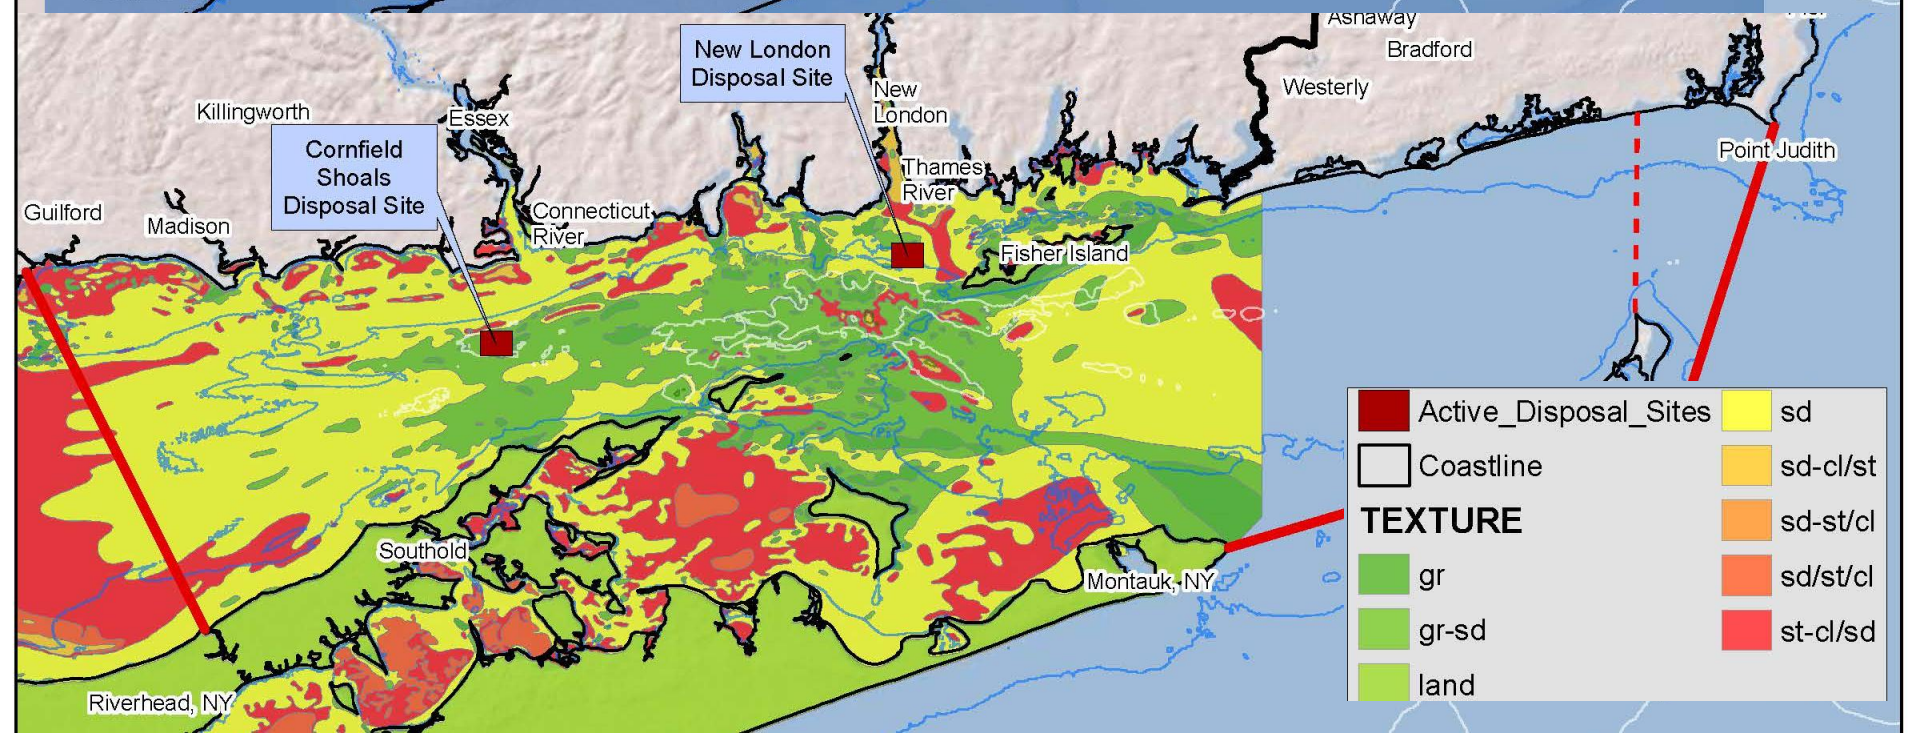 Ashaway
Bradford
Westerly
New London
Disposal Site
New
London
Killingworth
Essex
Cornfield
Shoals
Disposal Site
Thames
River
Point Judith
Guilford
Madison
Connecticut
River
Fisher Island
Southold
Montauk, NY
Riverhead, NY
Active_Disposal_Sites
Coastline
TEXTURE
gr
gr-sd
land
sd
sd-cl/st
sd-st/cl
sd/st/cl
st-cl/sd